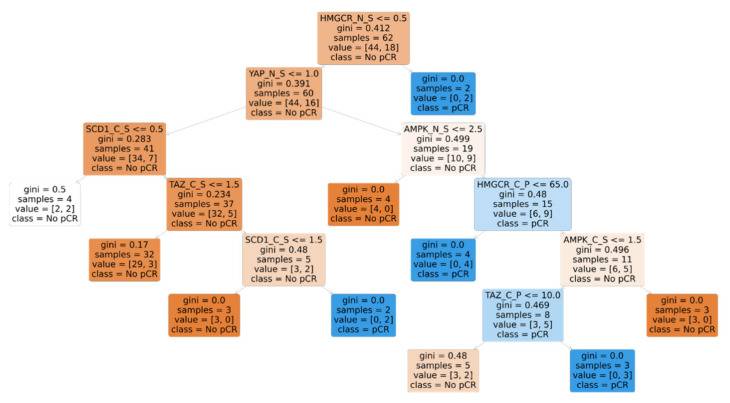 HMGCR_N_S <= 0.5
gini = 0.412
samples = 62
value = [44, 18]
class = No pCR
YAP_N_S <= 1.0
gini = 0.391
samples = 60
value = [44, 16]
class = No pCR
gini = 0.0
samples = 2
value = [0, 2]
class = pCR
SCD1_C_S <= 0.5
gini = 0.283
samples = 41
value = [34, 7]
class = No pCR
AMPK_N_S <= 2.5
gini = 0.499
samples = 19
value = [10, 9]
class = No pCR
gini = 0.5
samples = 4
value = [2, 2]
class = No pCR
TAZ_C_S <= 1.5
gini = 0.234
samples = 37
value = [32, 5]
class = No pCR
gini = 0.0
samples = 4
value = [4, 0]
class = No pCR
HMGCR_C_P <= 65.0
gini = 0.48
samples = 15
value = [6, 9]
class = pCR
gini = 0.17
samples = 32
value = [29, 3]
class = No pCR
SCD1_C_S <= 1.5
gini = 0.48
samples = 5
value = [3, 2]
class = No pCR
gini = 0.0
samples = 4
value = [0, 4]
class = pCR
AMPK_C_S <= 1.5
gini = 0.496
samples = 11
value = [6, 5]
class = No pCR
gini = 0.0
samples = 3
value = [3, 0]
class = No pCR
gini = 0.0
samples = 2
value = [0, 2]
class = pCR
TAZ_C_P <= 10.0
gini = 0.469
samples = 8
value = [3, 5]
class = pCR
gini = 0.0
samples = 3
value = [3, 0]
class = No pCR
gini = 0.48
samples = 5
value = [3, 2]
class = No pCR
gini = 0.0
samples = 3
value = [0, 3]
class = pCR